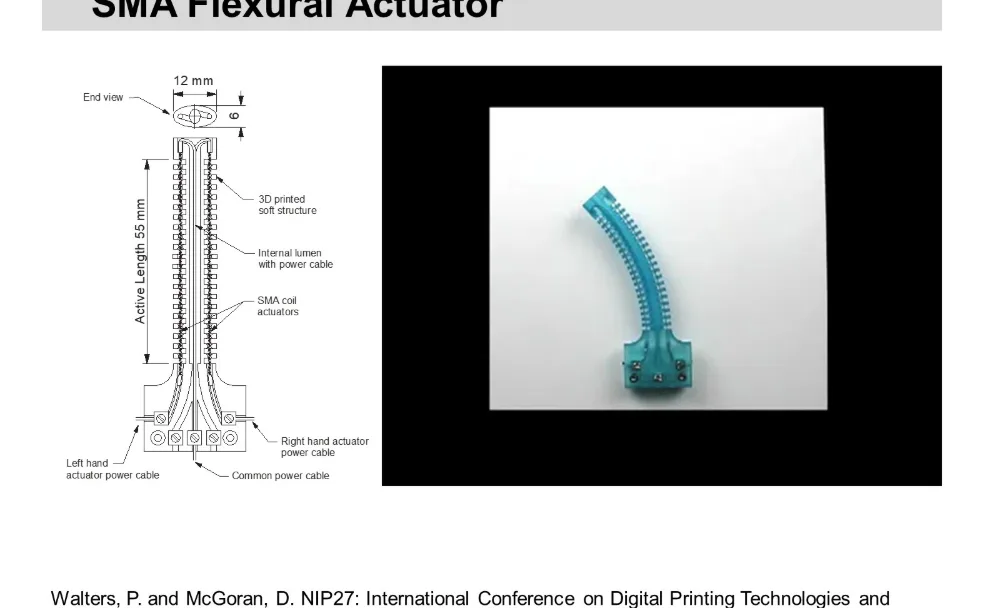 SMA Flexural Actuator
12 mm
End view
6
3D printed
soft structure
Active Length 55 mm
Internal lumen
with power cable
SMA coil
actuators
Right hand actuator
power cable
Left hand
actuator power cable
Common power cable
Walters, P. and McGoran, D. NIP27: International Conference on Digital Printing Technologies and